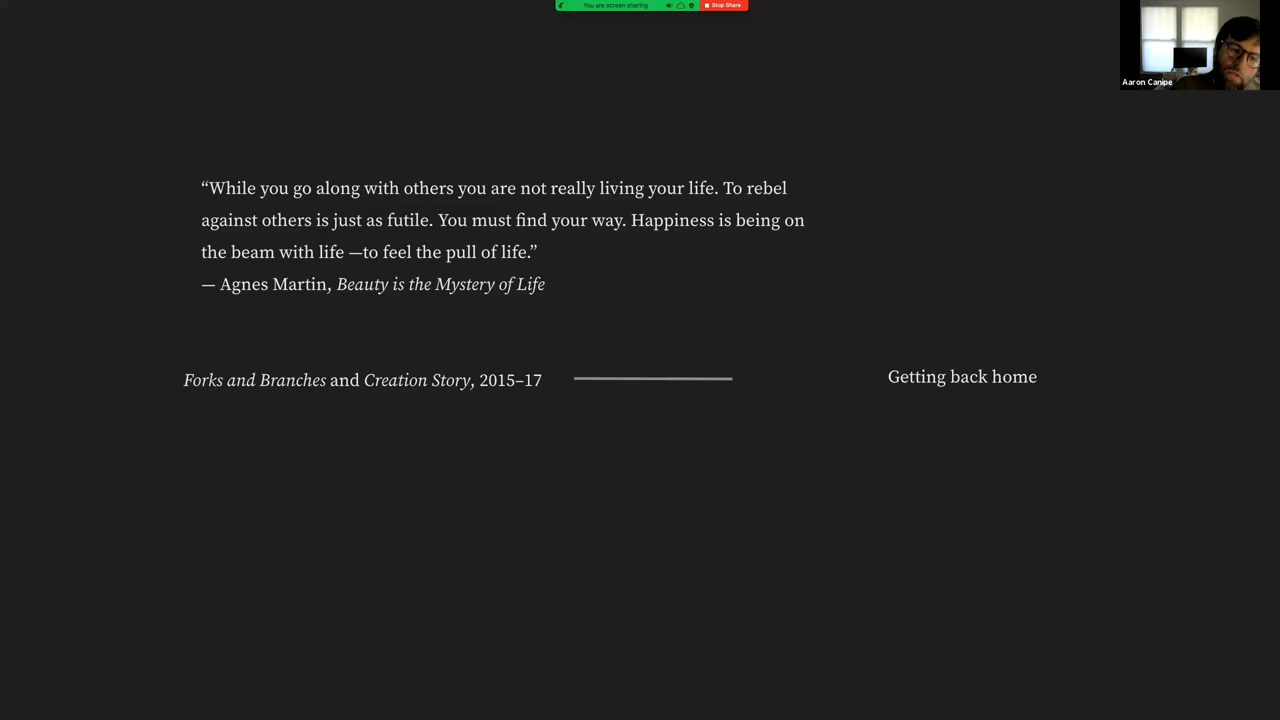 You are screen sharing
Stop Share
Aaron Canipe
“While you go along with others you are not really living your life. To rebel
against others is just as futile. You must find your way. Happiness is being on
the beam with life —to feel the pull of life.”
— Agnes Martin, Beauty is the Mystery of Life
Forks and Branches and Creation Story, 2015–17
Getting back home